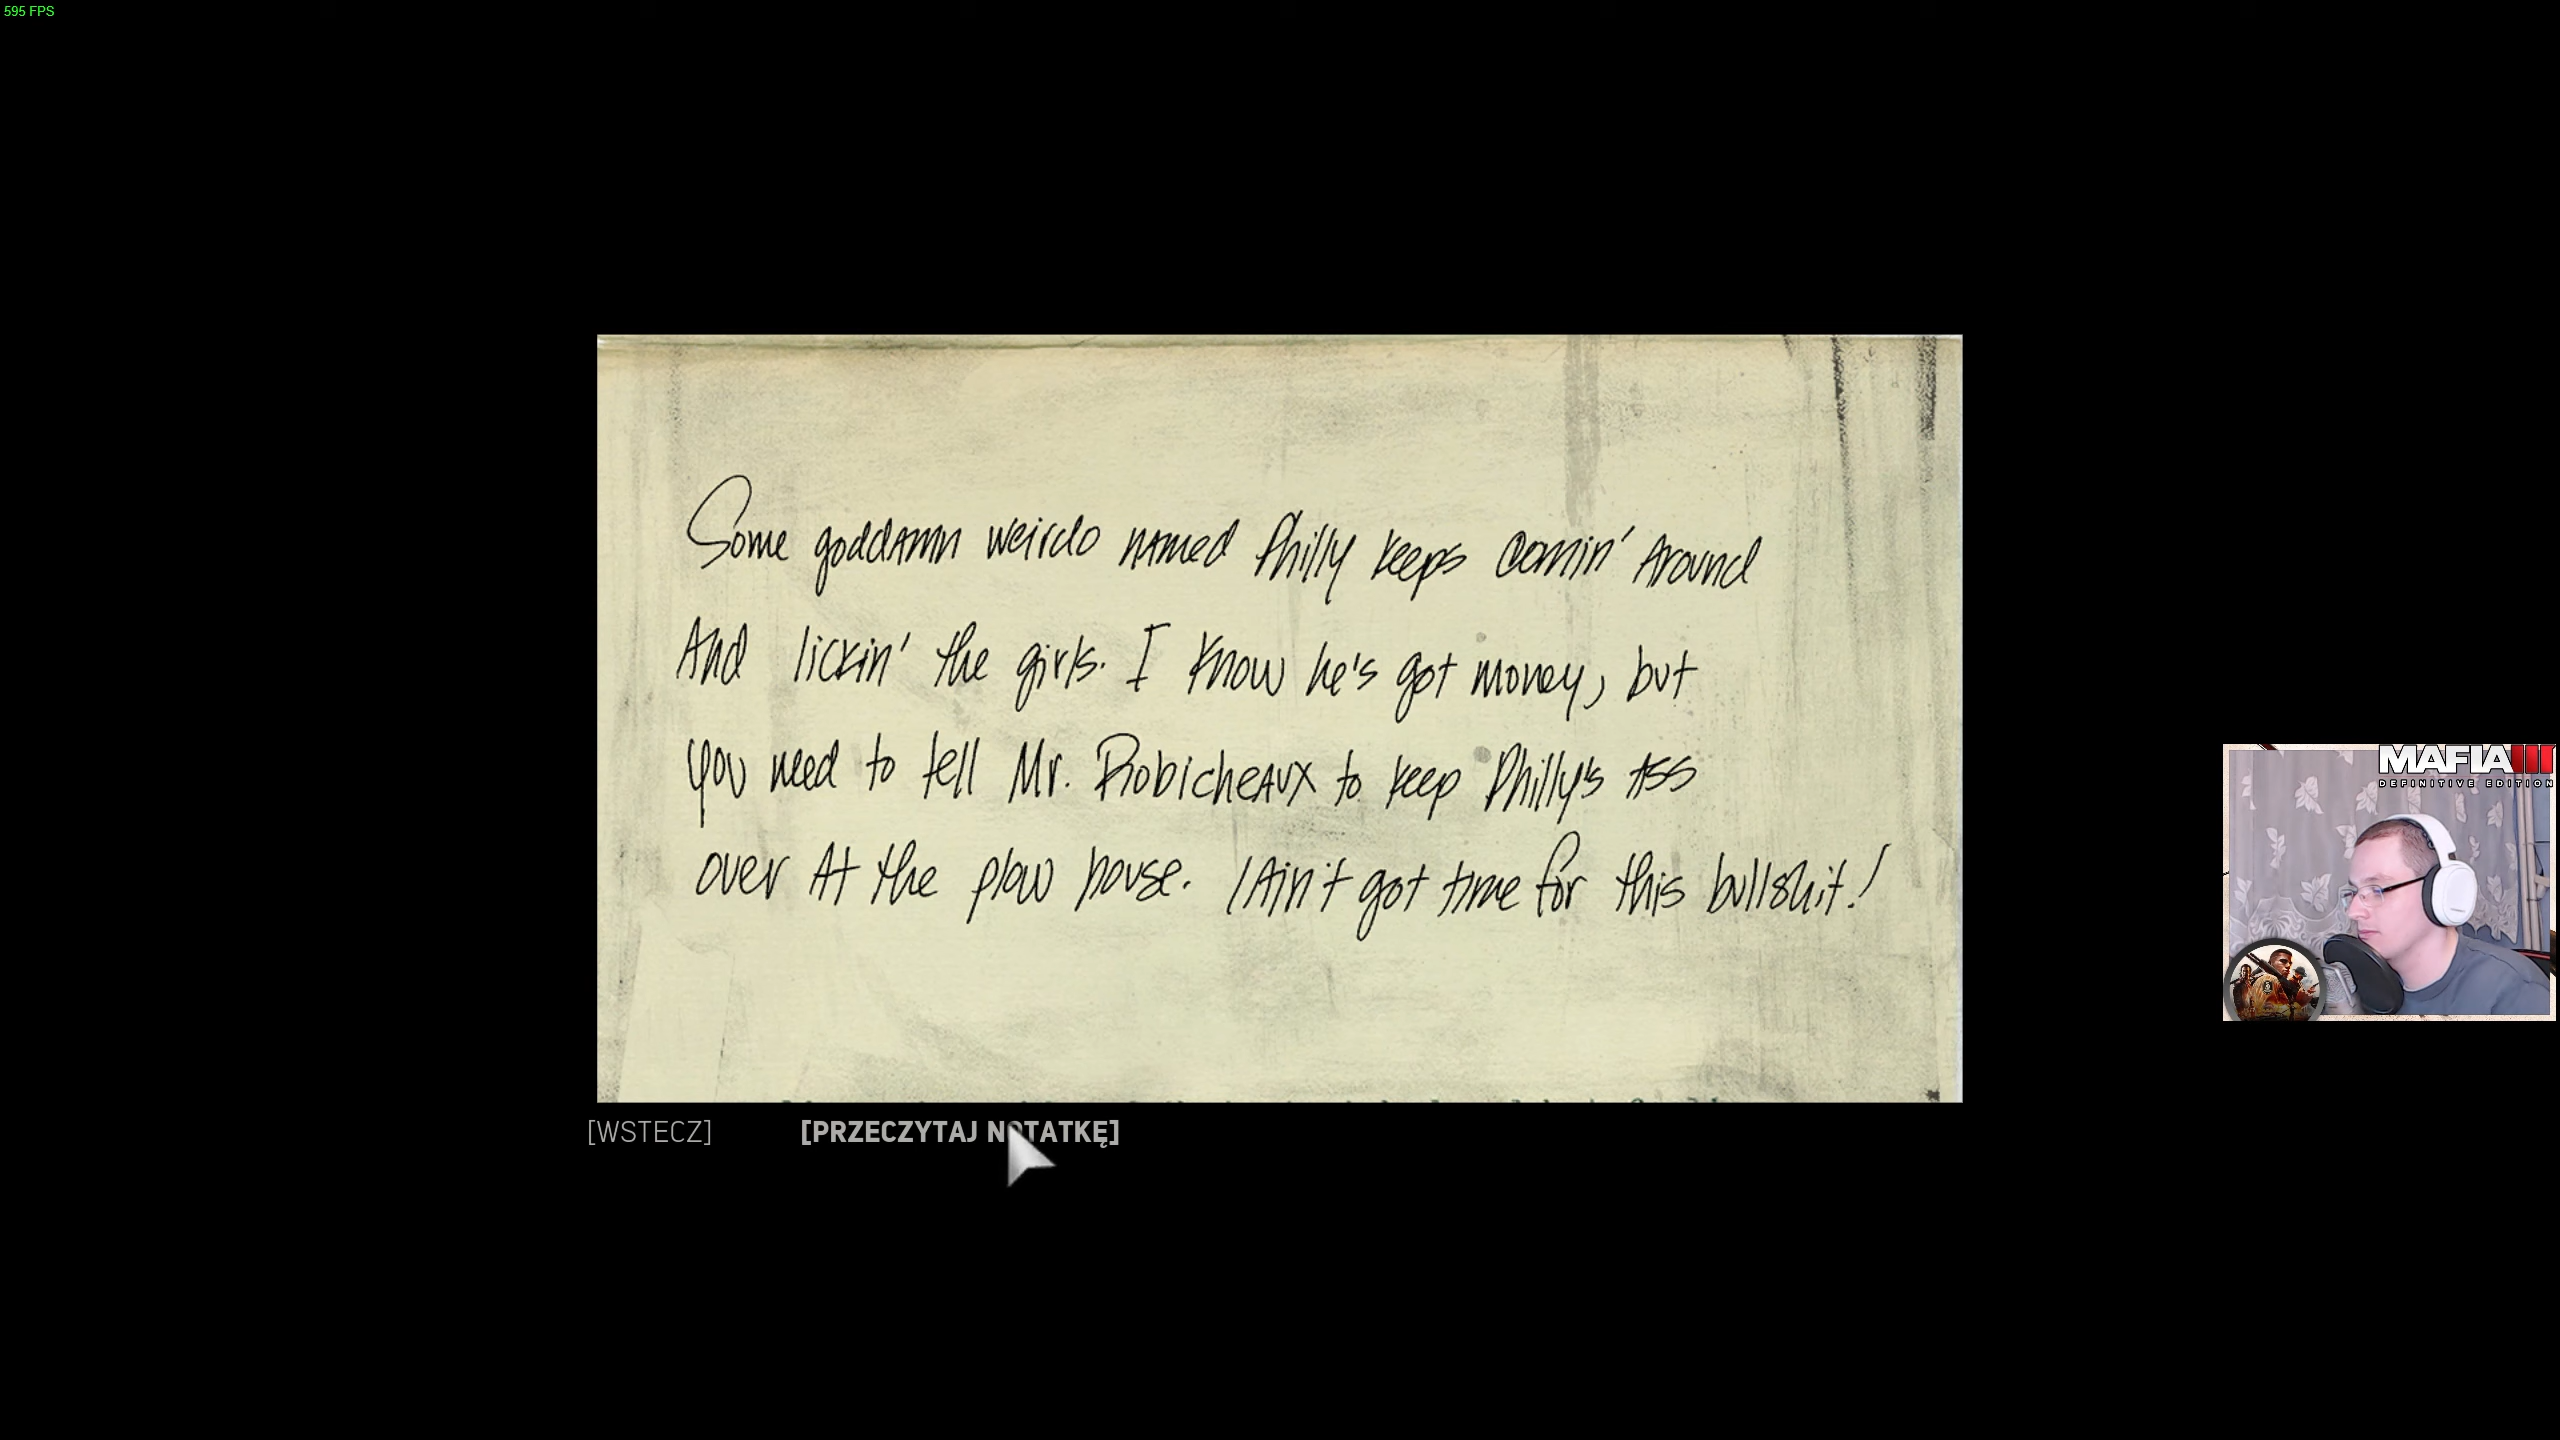 595 FPS
Some goddamn weirdo named Philly keeps comin' around
And lickin' the girls. I know he's got money, but
you need to tell Mr. Robicheaux to keep Philly's ass
over at the plow house. I ain't got time for this bullshit!
[WSTECZ] [PRZECZYTAJ NOTATKĘ]
MAFIA III
DEFINITIVE EDITION